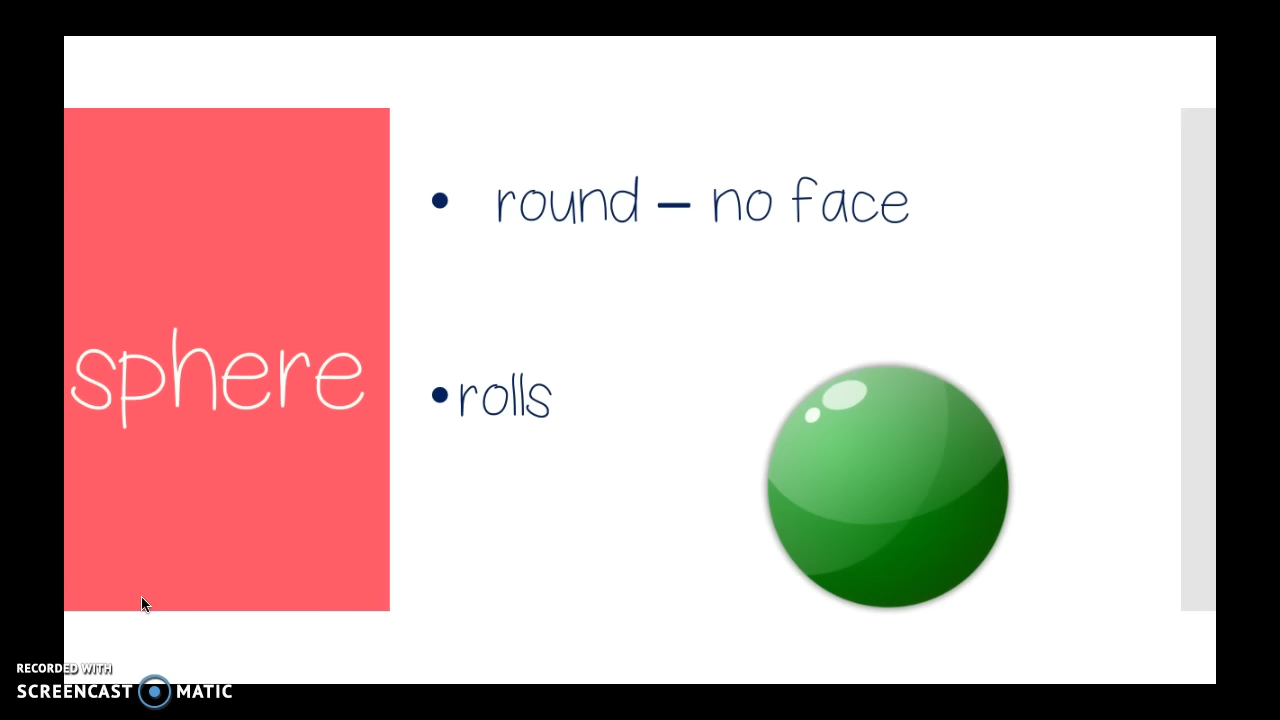 sphere
• round – no face
• rolls
RECORDED WITH
SCREENCAST MATIC